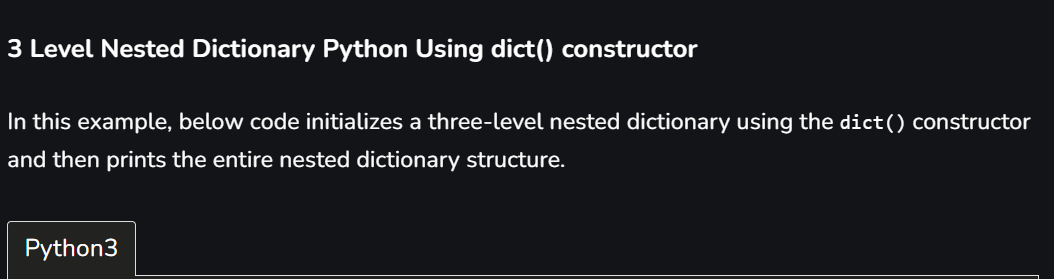 3 Level Nested Dictionary Python Using dict() constructor
In this example, below code initializes a three-level nested dictionary using the dict() constructor
and then prints the entire nested dictionary structure.
Python3